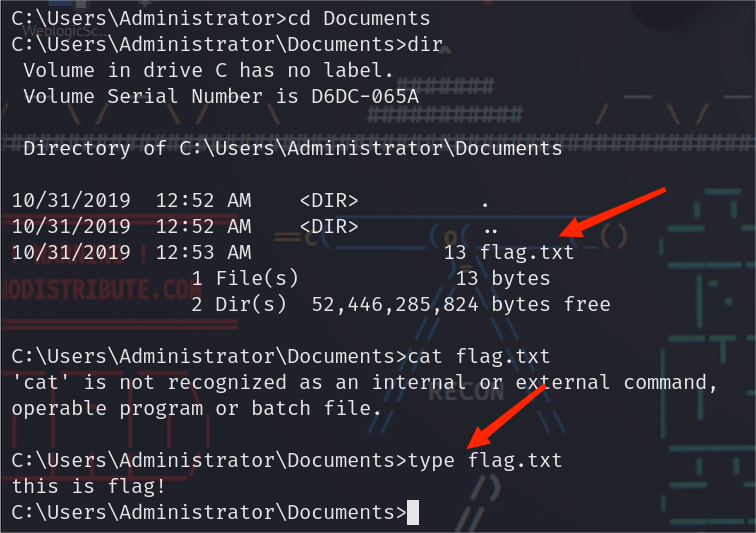 C:\Users\Administrator>cd Documents
WeblogicSc...
C:\Users\Administrator\Documents>dir
 Volume in drive C has no label.
 Volume Serial Number is D6DC-065A

 Directory of C:\Users\Administrator\Documents

10/31/2019  12:52 AM    <DIR>          .
10/31/2019  12:52 AM    <DIR>          ..
10/31/2019  12:53 AM                13 flag.txt
               1 File(s)             13 bytes
MODISTRIBUTE.COM
               2 Dir(s)  52,446,285,824 bytes free

C:\Users\Administrator\Documents>cat flag.txt
'cat' is not recognized as an internal or external command,
RECON
operable program or batch file.

C:\Users\Administrator\Documents>type flag.txt
this is flag!
C:\Users\Administrator\Documents>